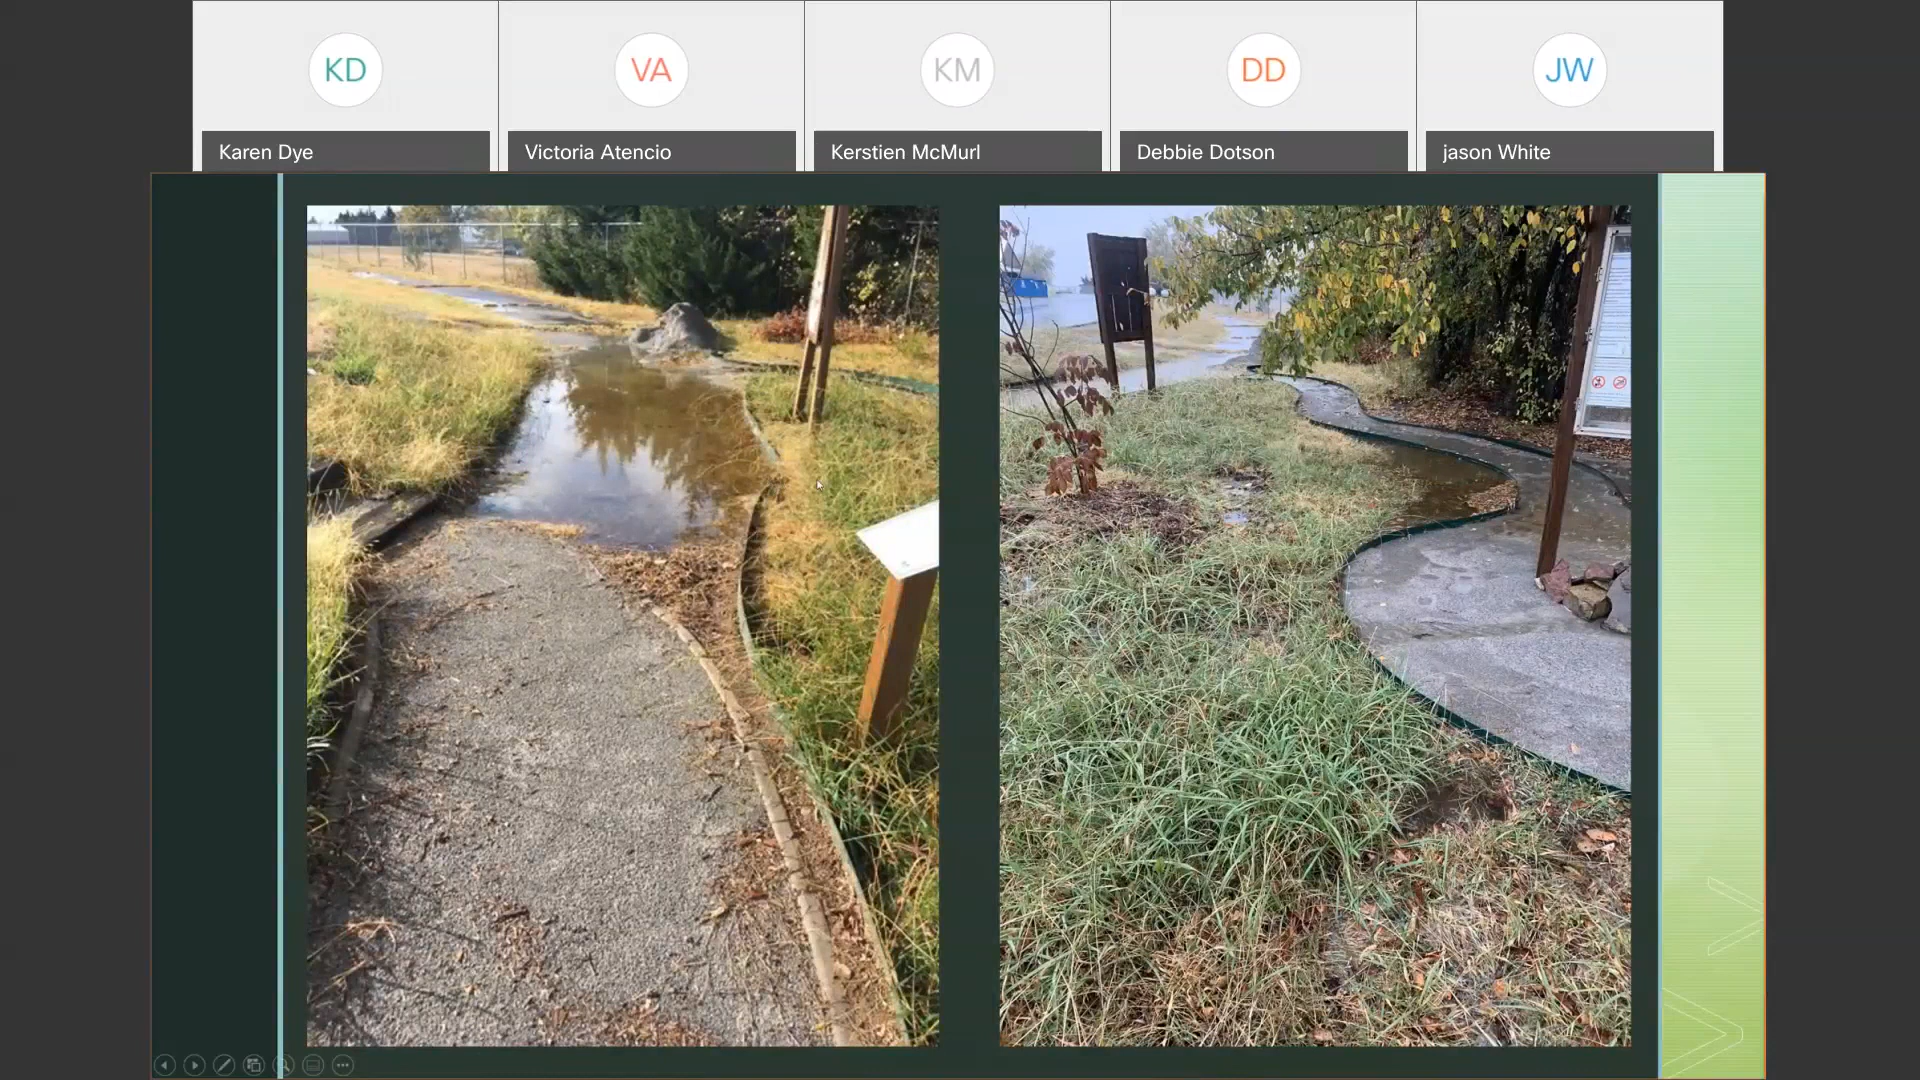 KD
VA
KM
DD
JW
Karen Dye
Victoria Atencio
Kerstien McMurl
Debbie Dotson
jason White